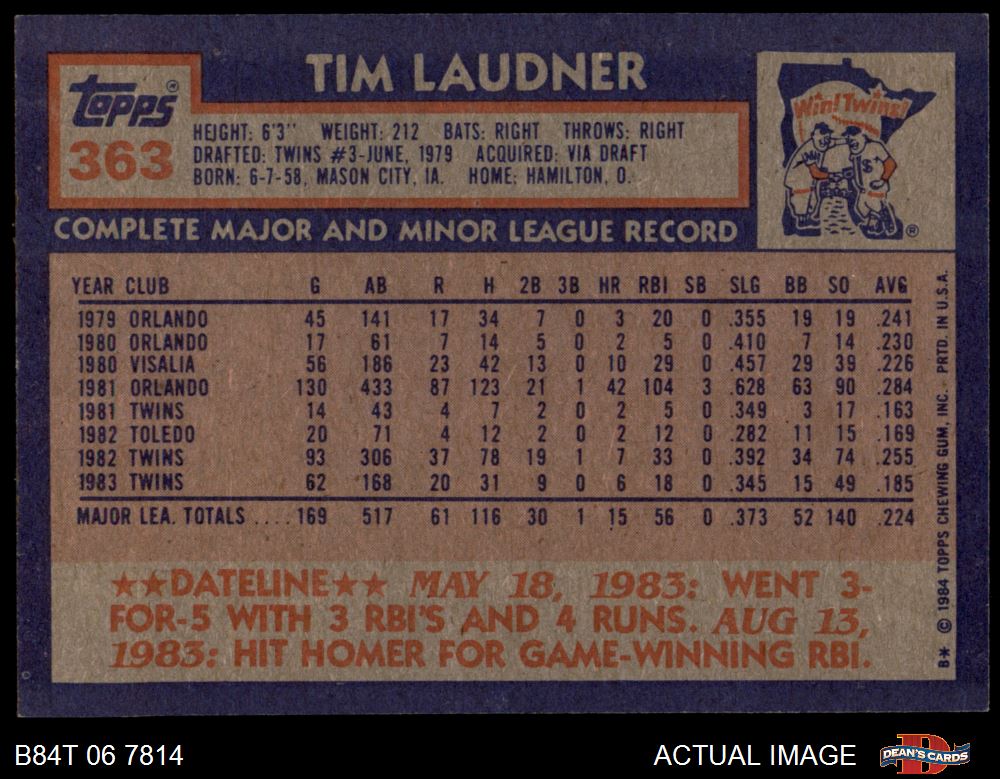 TIM LAUDNER
Topps®
363
HEIGHT: 6'3" WEIGHT: 212 BATS: RIGHT THROWS: RIGHT
DRAFTED: TWINS #3-JUNE, 1979 ACQUIRED: VIA DRAFT
BORN: 6-7-58, MASON CITY, IA. HOME: HAMILTON, O.
Win! Twins!
®
COMPLETE MAJOR AND MINOR LEAGUE RECORD
YEAR CLUB G AB R H 2B 3B HR RBI SB SLG BB SO AVG
1979 ORLANDO 45 141 17 34 7 0 3 20 0 .355 19 19 .241
1980 ORLANDO 17 61 7 14 5 0 2 5 0 .410 7 14 .230
1980 VISALIA 56 186 23 42 13 0 10 29 0 .457 29 39 .226
1981 ORLANDO 130 433 87 123 21 1 42 104 3 .628 63 90 .284
1981 TWINS 14 43 4 7 2 0 2 5 0 .349 3 17 .163
1982 TOLEDO 20 71 4 12 2 0 2 12 0 .282 11 15 .169
1982 TWINS 93 306 37 78 19 1 7 33 0 .392 34 74 .255
1983 TWINS 62 168 20 31 9 0 6 18 0 .345 15 49 .185
MAJOR LEA. TOTALS ....169 517 61 116 30 1 15 56 0 .373 52 140 .224
★★DATELINE★★ MAY 18, 1983: WENT 3-
FOR-5 WITH 3 RBI'S AND 4 RUNS. AUG 13,
1983: HIT HOMER FOR GAME-WINNING RBI.
B* © 1984 TOPPS CHEWING GUM, INC. PRTD. IN U.S.A.
B84T 06 7814
ACTUAL IMAGE
DEAN'S CARDS